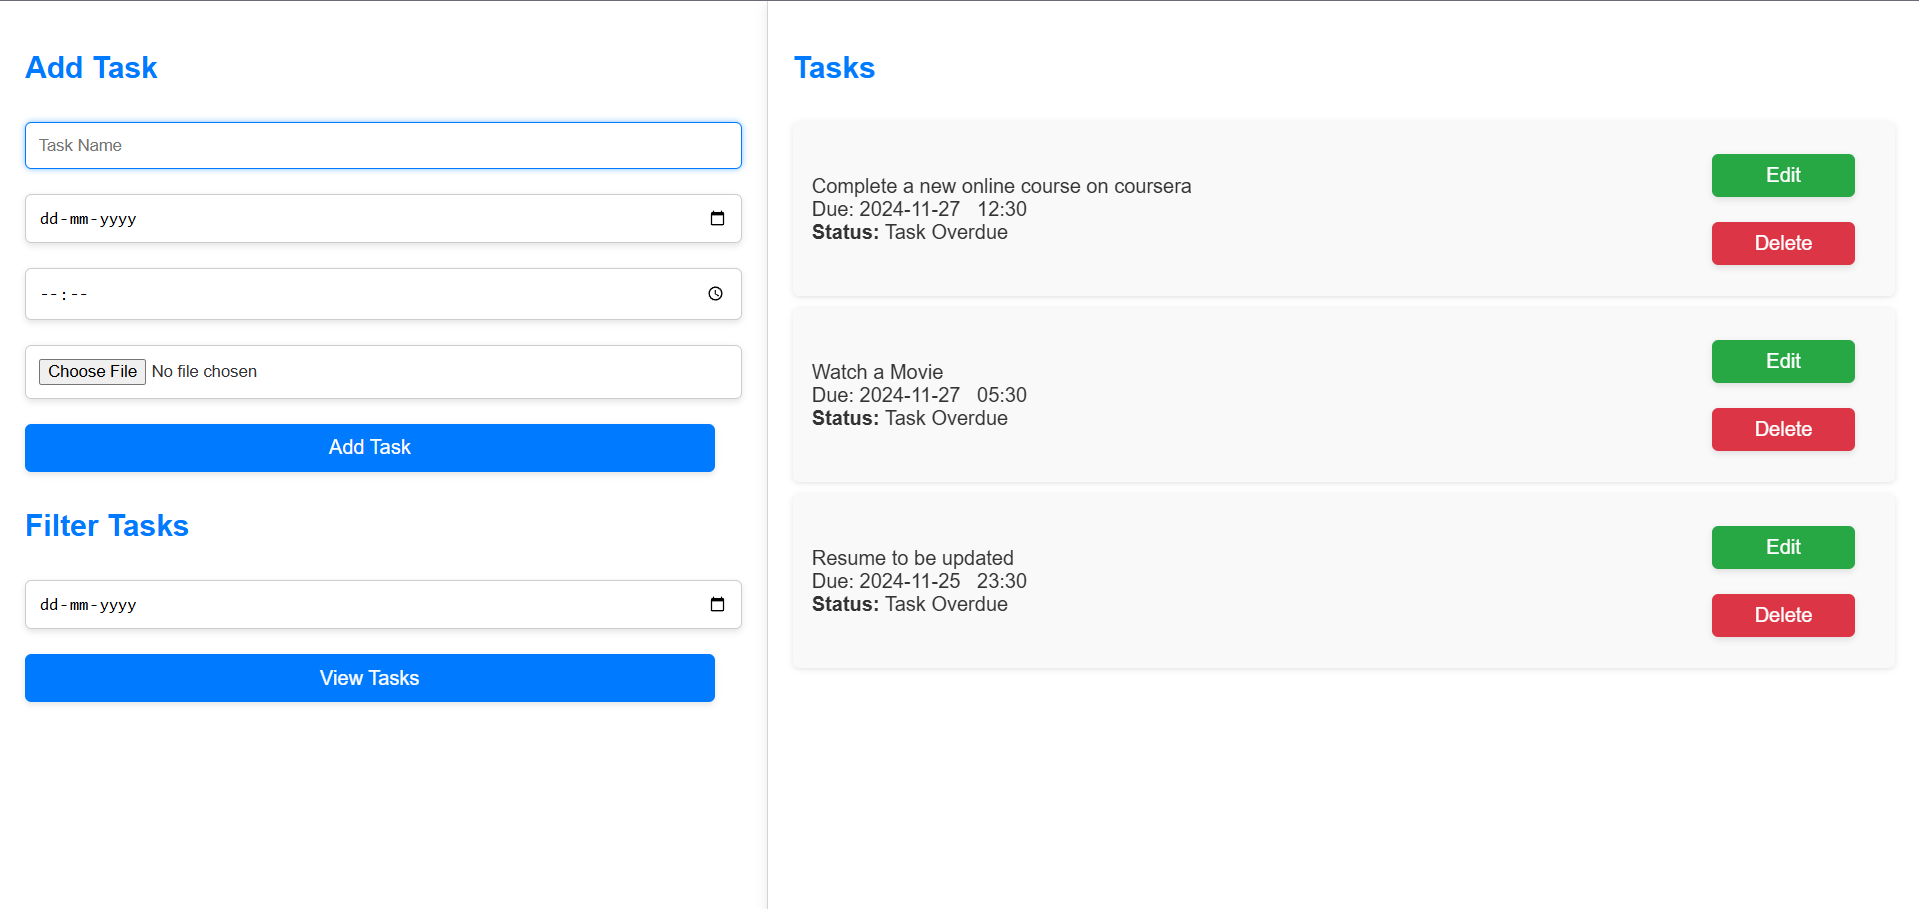 Add Task
Task Name
dd-mm-yyyy
--:--
Choose File No file chosen
Add Task
Filter Tasks
dd-mm-yyyy
View Tasks
Tasks
Complete a new online course on coursera
Due: 2024-11-27 12:30
Status: Task Overdue
Edit
Delete
Watch a Movie
Due: 2024-11-27 05:30
Status: Task Overdue
Edit
Delete
Resume to be updated
Due: 2024-11-25 23:30
Status: Task Overdue
Edit
Delete